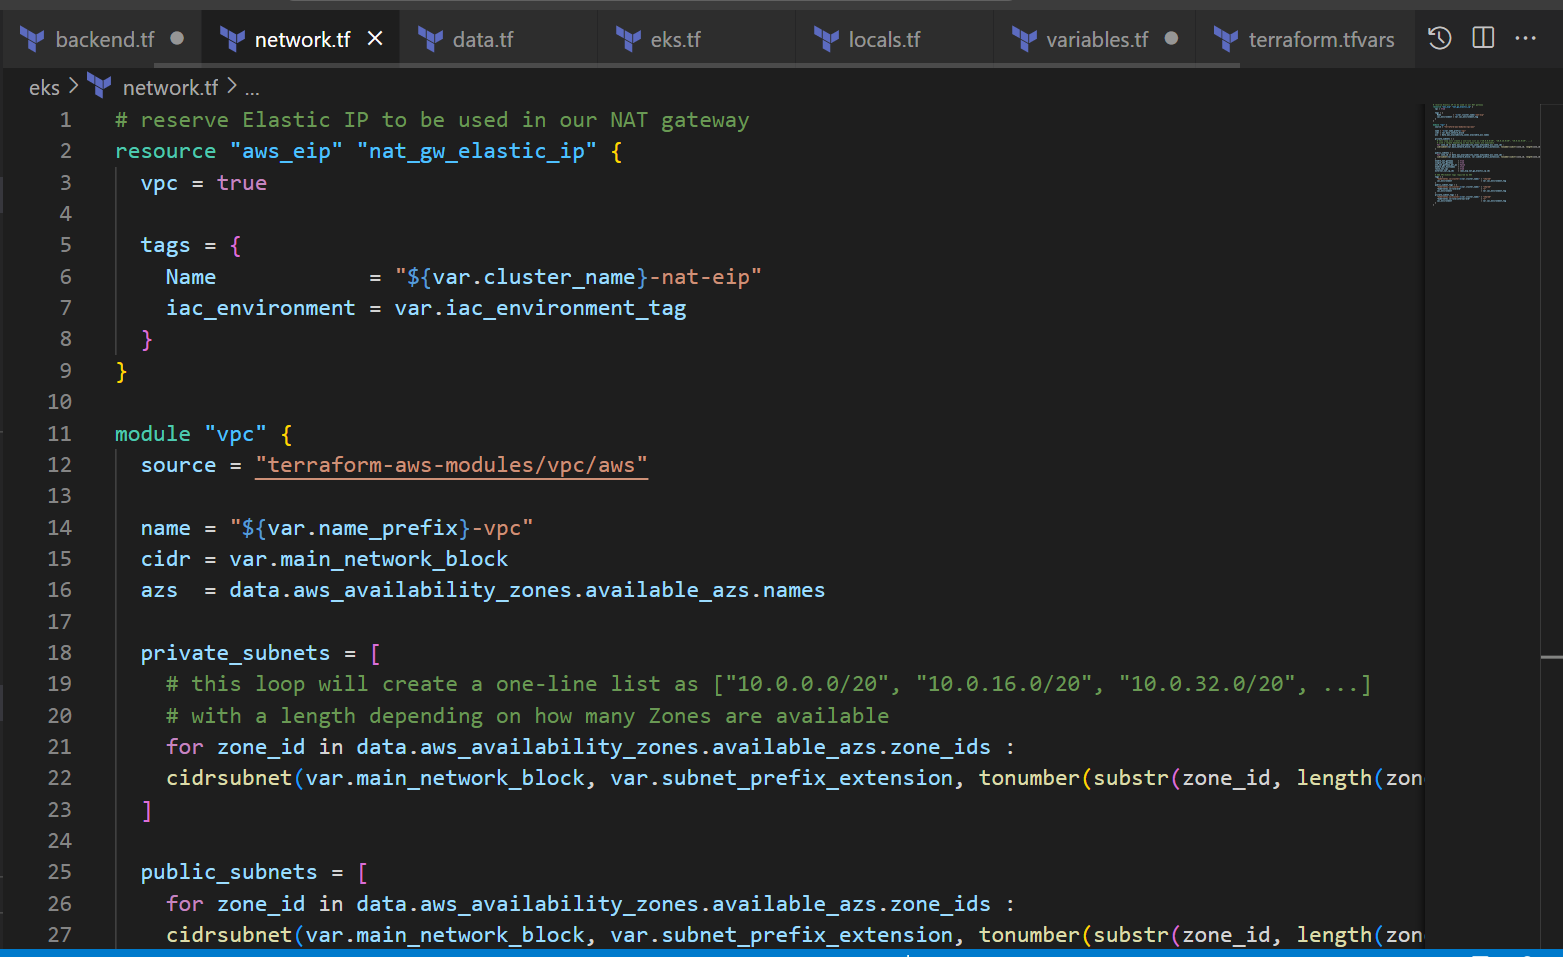 backend.tf network.tf data.tf eks.tf locals.tf variables.tf terraform.tfvars
eks > network.tf > ...
1 # reserve Elastic IP to be used in our NAT gateway
2 resource "aws_eip" "nat_gw_elastic_ip" {
3 vpc = true
4
5 tags = {
6 Name = "${var.cluster_name}-nat-eip"
7 iac_environment = var.iac_environment_tag
8 }
9 }
10
11 module "vpc" {
12 source = "terraform-aws-modules/vpc/aws"
13
14 name = "${var.name_prefix}-vpc"
15 cidr = var.main_network_block
16 azs = data.aws_availability_zones.available_azs.names
17
18 private_subnets = [
19 # this loop will create a one-line list as ["10.0.0.0/20", "10.0.16.0/20", "10.0.32.0/20", ...]
20 # with a length depending on how many Zones are available
21 for zone_id in data.aws_availability_zones.available_azs.zone_ids :
22 cidrsubnet(var.main_network_block, var.subnet_prefix_extension, tonumber(substr(zone_id, length(zon
23 ]
24
25 public_subnets = [
26 for zone_id in data.aws_availability_zones.available_azs.zone_ids :
27 cidrsubnet(var.main_network_block, var.subnet_prefix_extension, tonumber(substr(zone_id, length(zon